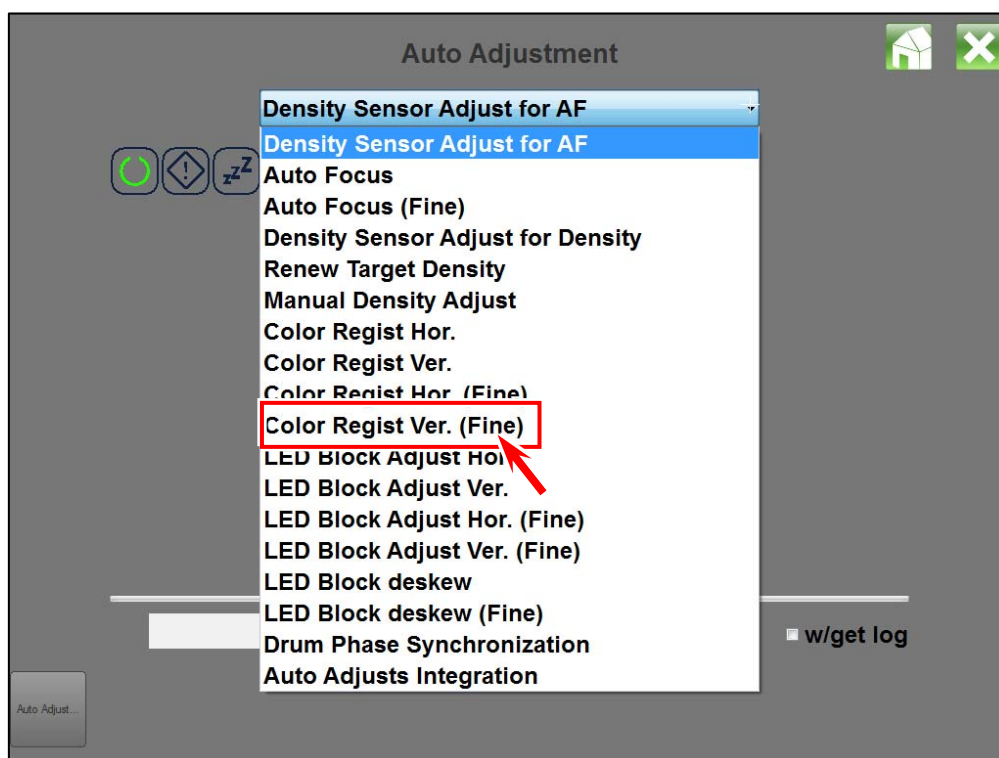 Auto Adjustment
Density Sensor Adjust for AF
Density Sensor Adjust for AF
zzZ
Auto Focus
Auto Focus (Fine)
Density Sensor Adjust for Density
Renew Target Density
Manual Density Adjust
Color Regist Hor.
Color Regist Ver.
Color Regist Hor. (Fine)
Color Regist Ver. (Fine)
LED Block Adjust Hor
LED Block Adjust Ver.
LED Block Adjust Hor. (Fine)
LED Block Adjust Ver. (Fine)
LED Block deskew
LED Block deskew (Fine)
Drum Phase Synchronization
w/get log
Auto Adjusts Integration
Auto Adjust...